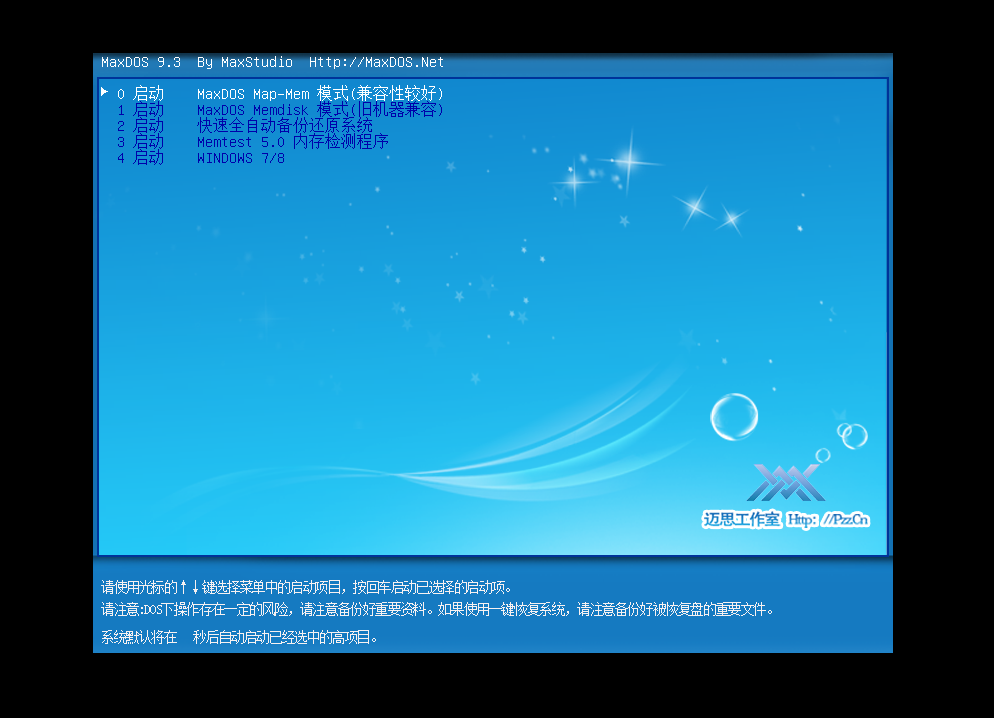 MaxDOS 9.3  By MaxStudio  Http://MaxDOS.Net
0 启动    MaxDOS Map-Mem 模式(兼容性较好)
1 启动    MaxDOS Memdisk 模式(旧机器兼容)
2 启动    快速全自动备份还原系统
3 启动    Memtest 5.0 内存检测程序
4 启动    WINDOWS 7/8
迈思工作室 Http: //PzzCn
请使用光标的↑↓键选择菜单中的启动项目，按回车启动已选择的启动项。
请注意:DOS下操作存在一定的风险，请注意备份好重要资料。如果使用一键恢复系统，请注意备份好被恢复盘的重要文件。
系统默认将在    秒后自动启动已经选中的高项目。